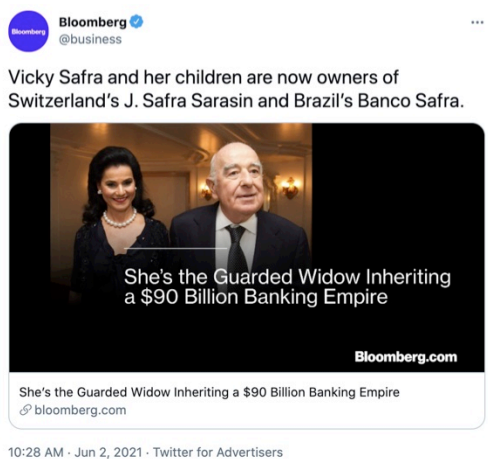 Bloomberg
Bloomberg
@business
Vicky Safra and her children are now owners of
Switzerland's J. Safra Sarasin and Brazil's Banco Safra.
She's the Guarded Widow Inheriting
a $90 Billion Banking Empire
Bloomberg.com
She's the Guarded Widow Inheriting a $90 Billion Banking Empire
bloomberg.com
10:28 AM · Jun 2, 2021 · Twitter for Advertisers